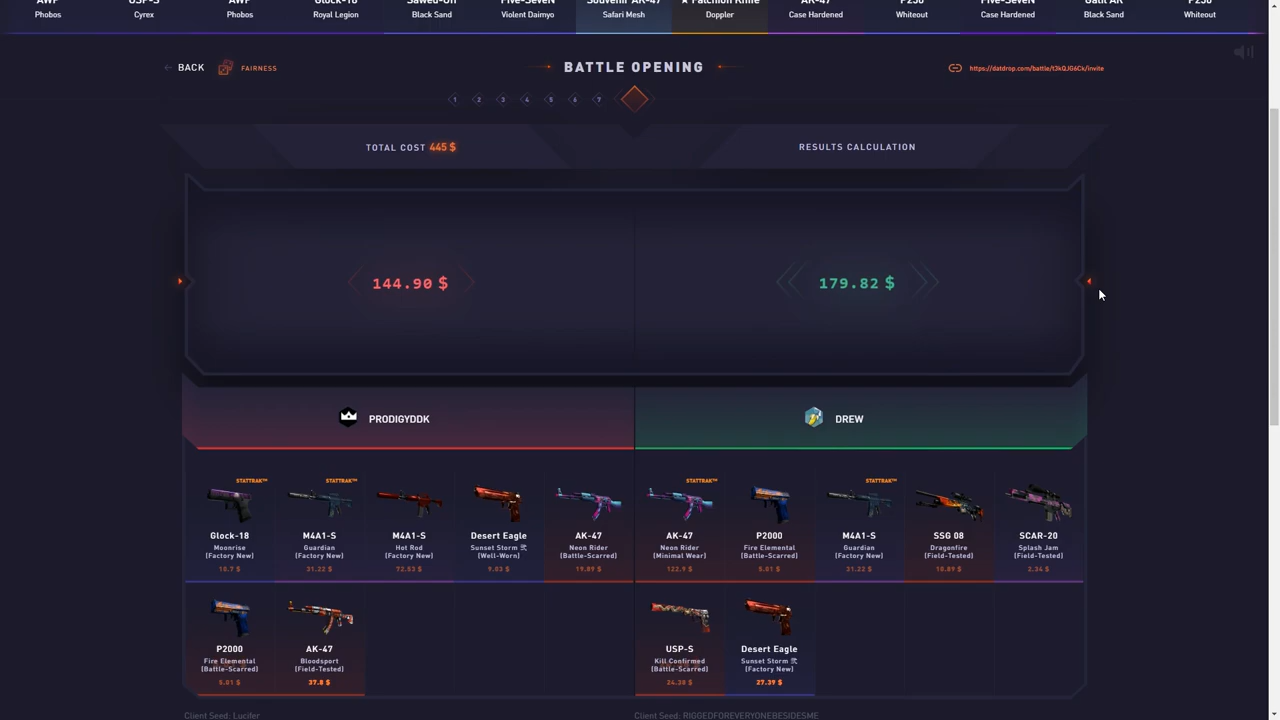 AWP USP-S AWP Glock-18 Sawed-Off Five-SeveN Souvenir AK-47 ★ Falchion Knife AK-47 P250 Five-SeveN Galil AR P250
Phobos Cyrex Phobos Royal Legion Black Sand Violent Daimyo Safari Mesh Doppler Case Hardened Whiteout Case Hardened Black Sand Whiteout
← BACK FAIRNESS BATTLE OPENING https://datdrop.com/battle/t3kQJG6Ck/invite
1 2 3 4 5 6 7
TOTAL COST 445 $ RESULTS CALCULATION
144.90 $ 179.82 $
PRODIGYDDK DREW
STATTRAK™ STATTRAK™ STATTRAK™ STATTRAK™
Glock-18 M4A1-S M4A1-S Desert Eagle AK-47 AK-47 P2000 M4A1-S SSG 08 SCAR-20
Moonrise Guardian Hot Rod Sunset Storm 弐 Neon Rider Neon Rider Fire Elemental Guardian Dragonfire Splash Jam
(Factory New) (Factory New) (Factory New) (Well-Worn) (Battle-Scarred) (Minimal Wear) (Battle-Scarred) (Factory New) (Field-Tested) (Field-Tested)
10.7 $ 31.22 $ 72.53 $ 9.03 $ 19.89 $ 122.9 $ 5.01 $ 31.22 $ 10.89 $ 2.34 $
P2000 AK-47 USP-S Desert Eagle
Fire Elemental Bloodsport Kill Confirmed Sunset Storm 弐
(Battle-Scarred) (Field-Tested) (Battle-Scarred) (Factory New)
5.01 $ 37.8 $ 24.38 $ 27.39 $
Client Seed: Lucifer Client Seed: RIGGEDFOREVERYONEBESIDESME